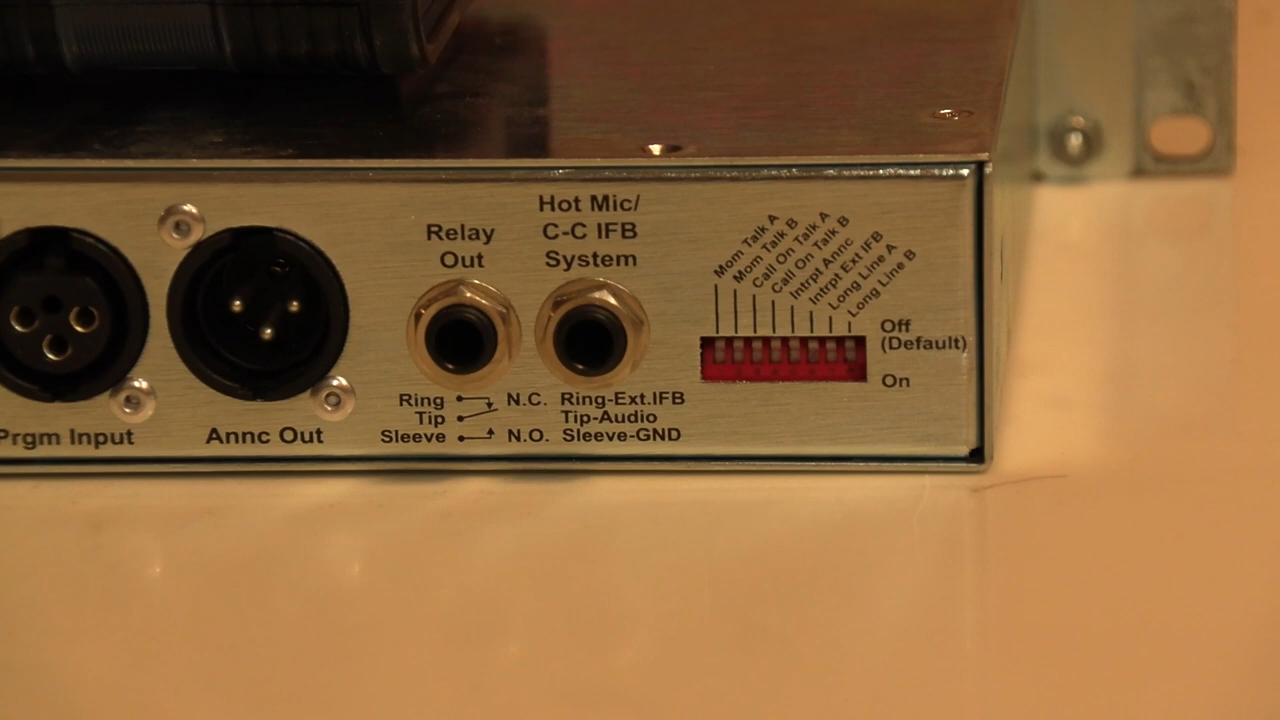 Prgm Input
Annc Out
Relay
Out
Ring
Tip
Sleeve
N.C.
N.O.
Hot Mic/
C-C IFB
System
Ring-Ext.IFB
Tip-Audio
Sleeve-GND
Mom Talk A
Mom Talk B
Call On Talk A
Call On Talk B
Intrpt Annc
Intrpt Ext IFB
Long Line A
Long Line B
Off
(Default)
On